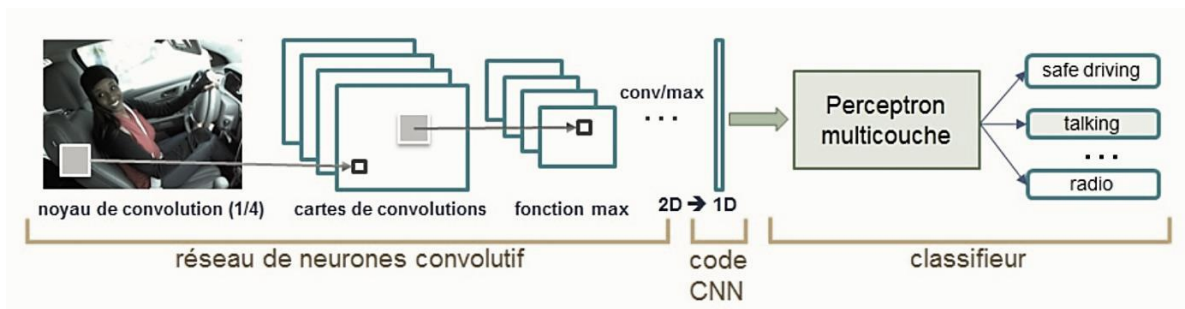 noyau de convolution (1/4)
cartes de convolutions
fonction max
conv/max
...
2D → 1D
Perceptron
multicouche
safe driving
talking
...
radio
réseau de neurones convolutif
code
CNN
classifieur